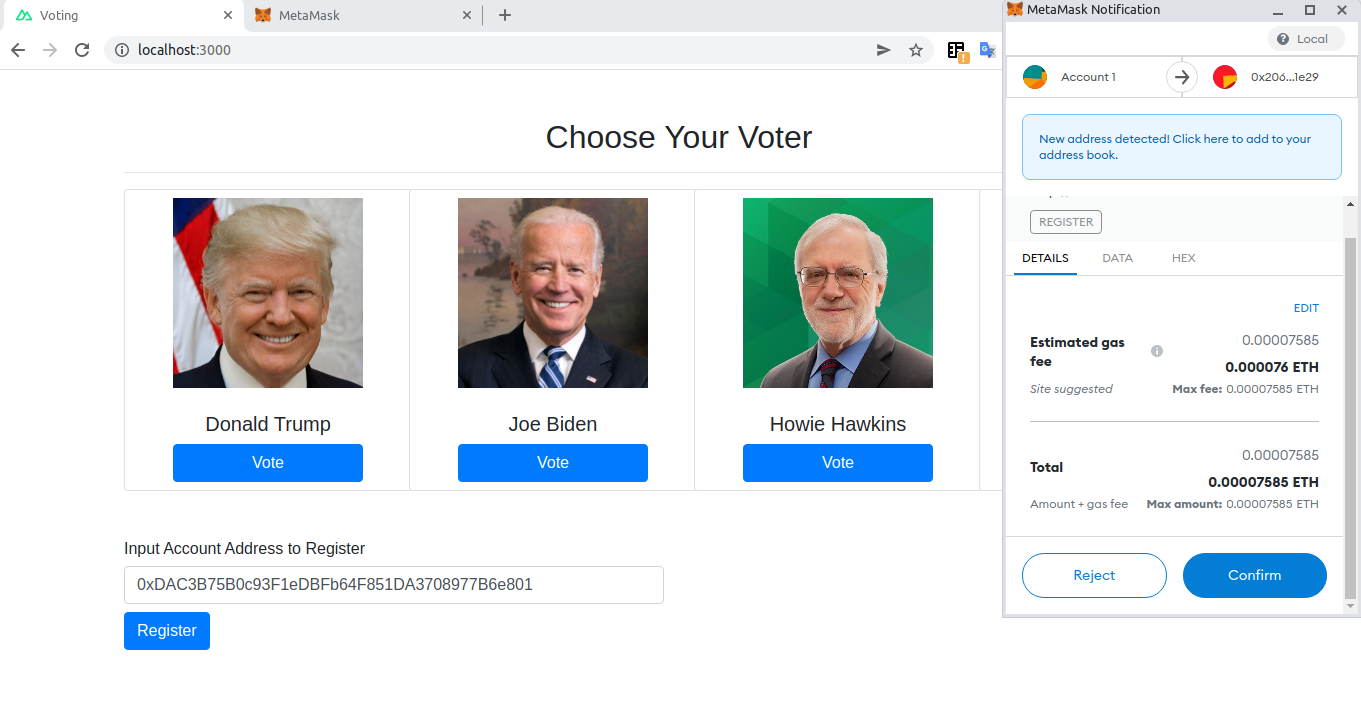 Voting
MetaMask
localhost:3000
Choose Your Voter
Donald Trump
Vote
Joe Biden
Vote
Howie Hawkins
Vote
Input Account Address to Register
0xDAC3B75B0c93F1eDBFb64F851DA3708977B6e801
Register
MetaMask Notification
Local
Account 1
0x206...1e29
New address detected! Click here to add to your
address book.
REGISTER
DETAILS DATA HEX
EDIT
Estimated gas
fee
0.00007585
0.000076 ETH
Site suggested
Max fee: 0.00007585 ETH
Total
0.00007585
0.00007585 ETH
Amount + gas fee
Max amount: 0.00007585 ETH
Reject
Confirm